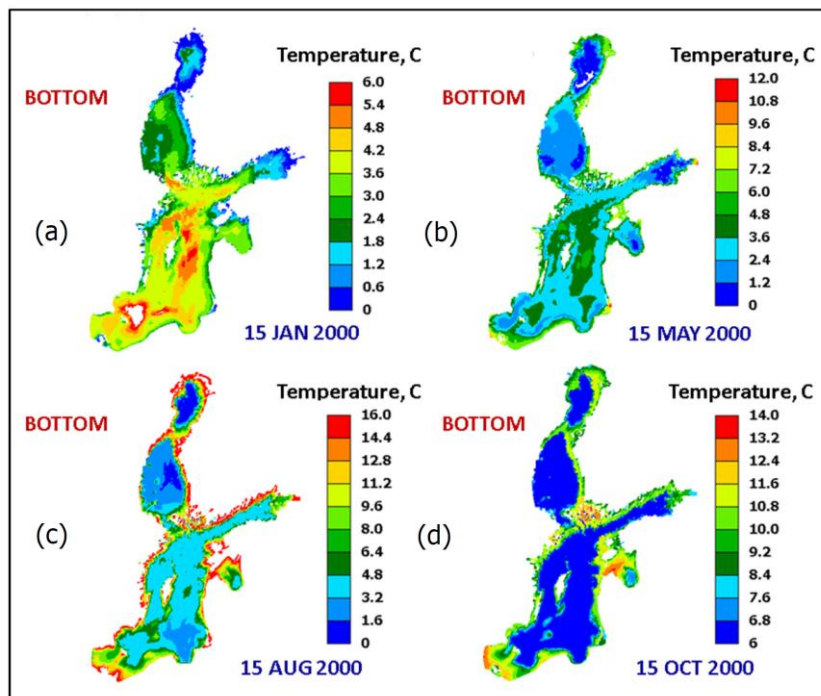 Temperature, C
BOTTOM
6.0
5.4
4.8
4.2
3.6
3.0
2.4
1.8
1.2
0.6
0
(a)
15 JAN 2000
Temperature, C
BOTTOM
12.0
10.8
9.6
8.4
7.2
6.0
4.8
3.6
2.4
1.2
0
(b)
15 MAY 2000
Temperature, C
BOTTOM
16.0
14.4
12.8
11.2
9.6
8.0
6.4
4.8
3.2
1.6
0
(c)
15 AUG 2000
Temperature, C
BOTTOM
14.0
13.2
12.4
11.6
10.8
10.0
9.2
8.4
7.6
6.8
6
(d)
15 OCT 2000